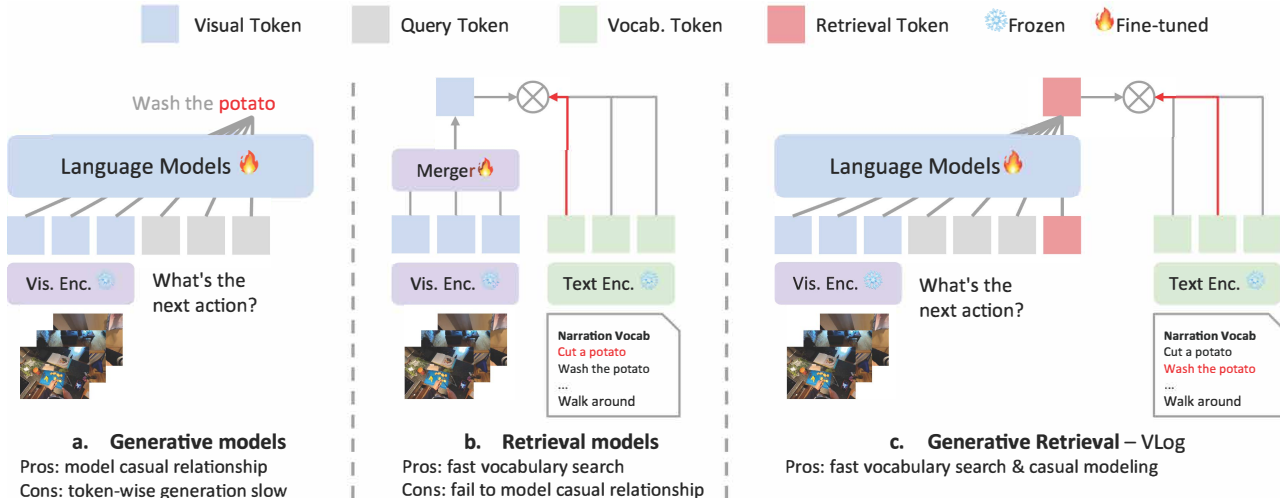 Visual Token Query Token Vocab. Token Retrieval Token Frozen Fine-tuned
Wash the potato
Language Models
Vis. Enc.
What's the
next action?
a. Generative models
Pros: model casual relationship
Cons: token-wise generation slow
Merger
Vis. Enc.
Text Enc.
Narration Vocab
Cut a potato
Wash the potato
...
Walk around
b. Retrieval models
Pros: fast vocabulary search
Cons: fail to model casual relationship
Language Models
Vis. Enc.
What's the
next action?
Text Enc.
Narration Vocab
Cut a potato
Wash the potato
...
Walk around
c. Generative Retrieval – VLog
Pros: fast vocabulary search & casual modeling